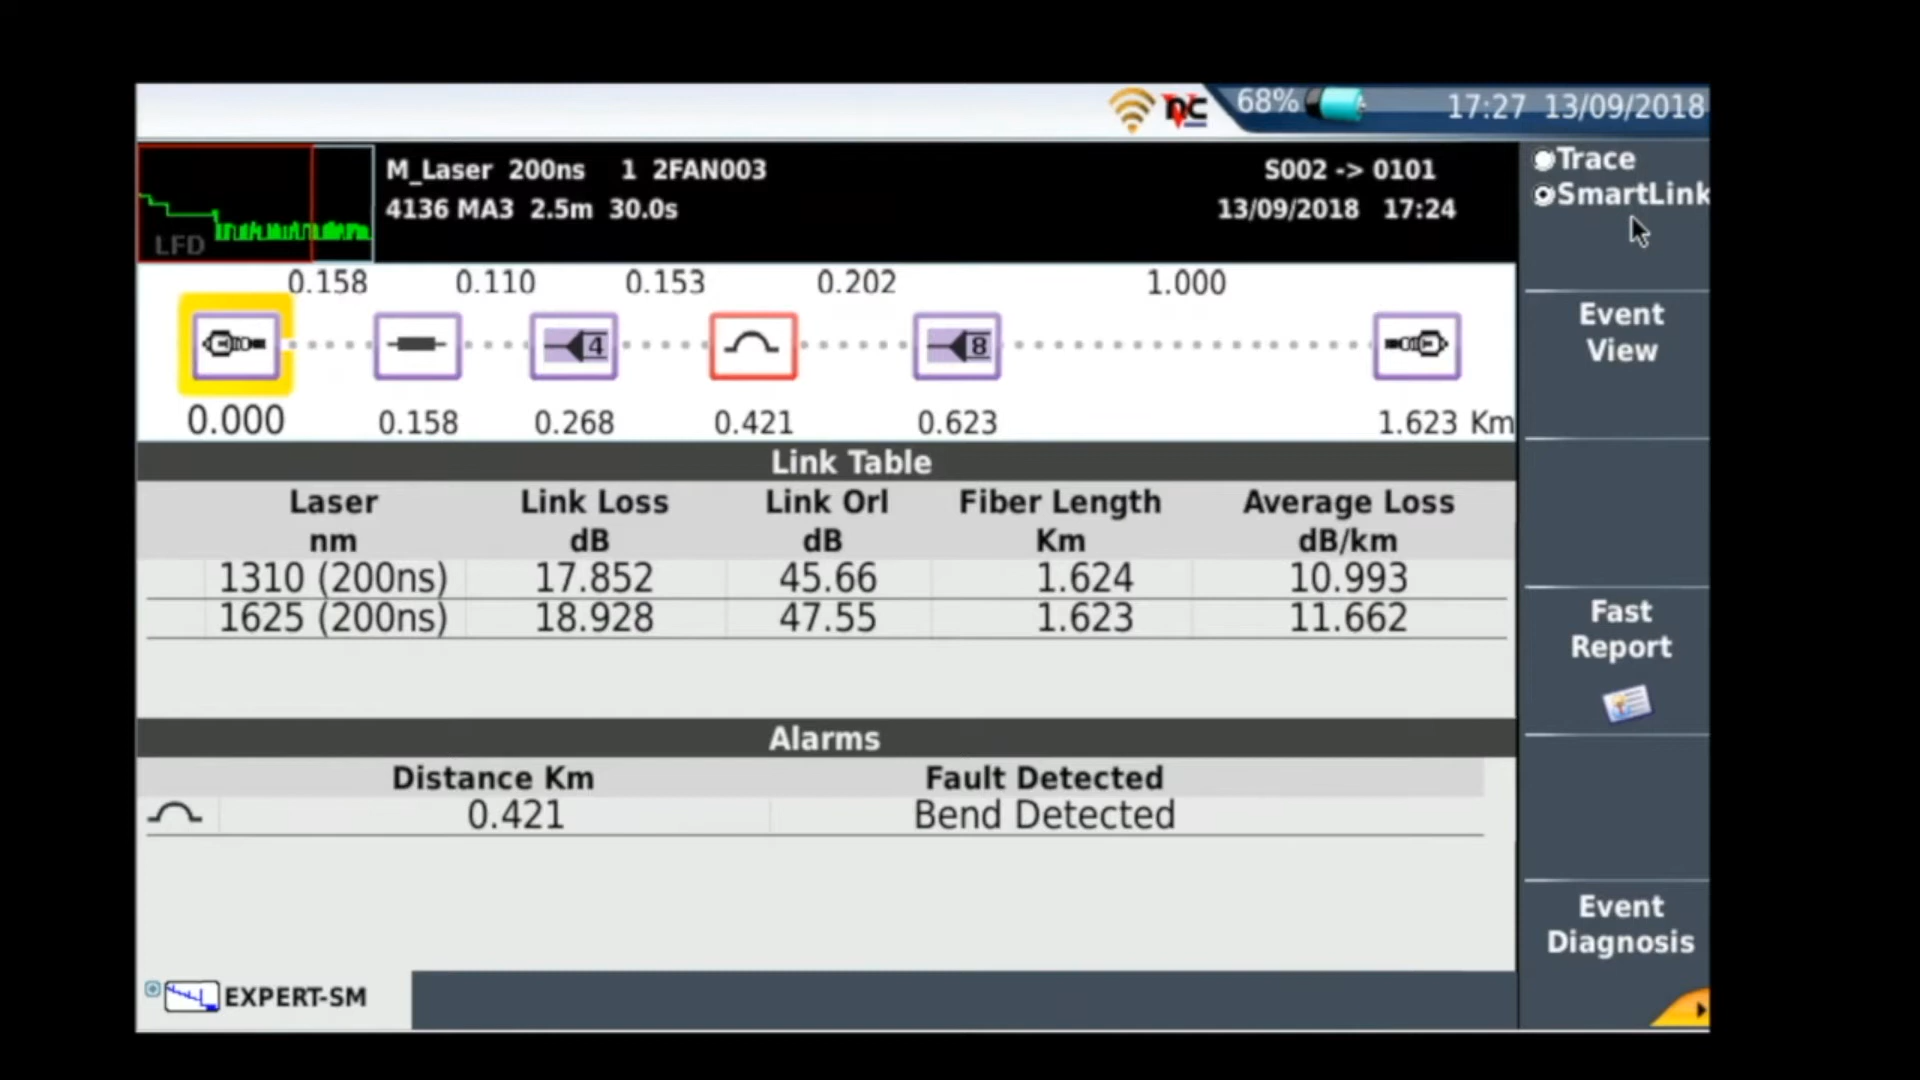 68% 17:27 13/09/2018
M_Laser 200ns 1 2FAN003 S002 -> 0101
4136 MA3 2.5m 30.0s 13/09/2018 17:24
LFD
Trace
SmartLink
0.158 0.110 0.153 0.202 1.000
4 8
0.000 0.158 0.268 0.421 0.623 1.623 Km
Event
View
Link Table
Laser Link Loss Link Orl Fiber Length Average Loss
nm dB dB Km dB/km
1310 (200ns) 17.852 45.66 1.624 10.993
1625 (200ns) 18.928 47.55 1.623 11.662
Fast
Report
Alarms
Distance Km Fault Detected
0.421 Bend Detected
Event
Diagnosis
EXPERT-SM